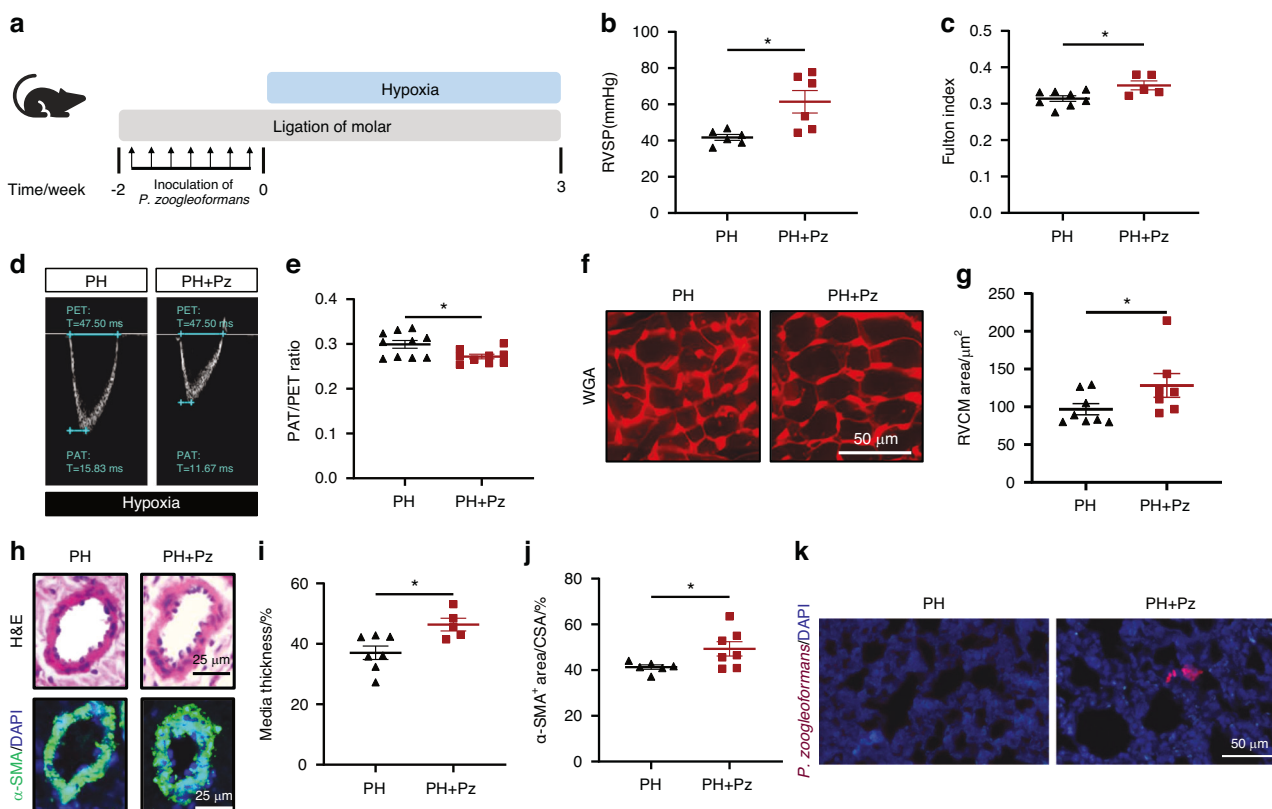 a
Hypoxia
Ligation of molar
Time/week
-2
Inoculation of
P. zoogleoformans
0
3
b
RVSP(mmHg)
100
80
60
40
20
0
*
PH
PH+Pz
c
Fulton index
0.5
0.4
0.3
0.2
0.1
0.0
*
PH
PH+Pz
d
PH
PH+Pz
PET:
T=47.50 ms
PET:
T=47.50 ms
PAT:
T=15.83 ms
PAT:
T=11.67 ms
Hypoxia
e
PAT/PET ratio
0.4
0.3
0.2
0.1
0.0
*
PH
PH+Pz
f
PH
PH+Pz
WGA
50 μm
g
RVCM area/μm²
250
200
150
100
50
0
*
PH
PH+Pz
h
PH
PH+Pz
H&E
25 μm
α-SMA/DAPI
25 μm
i
Media thickness/%
60
40
20
0
*
PH
PH+Pz
j
α-SMA⁺ area/CSA/%
80
60
40
20
0
*
PH
PH+Pz
k
PH
PH+Pz
P. zoogleoformans/DAPI
50 μm